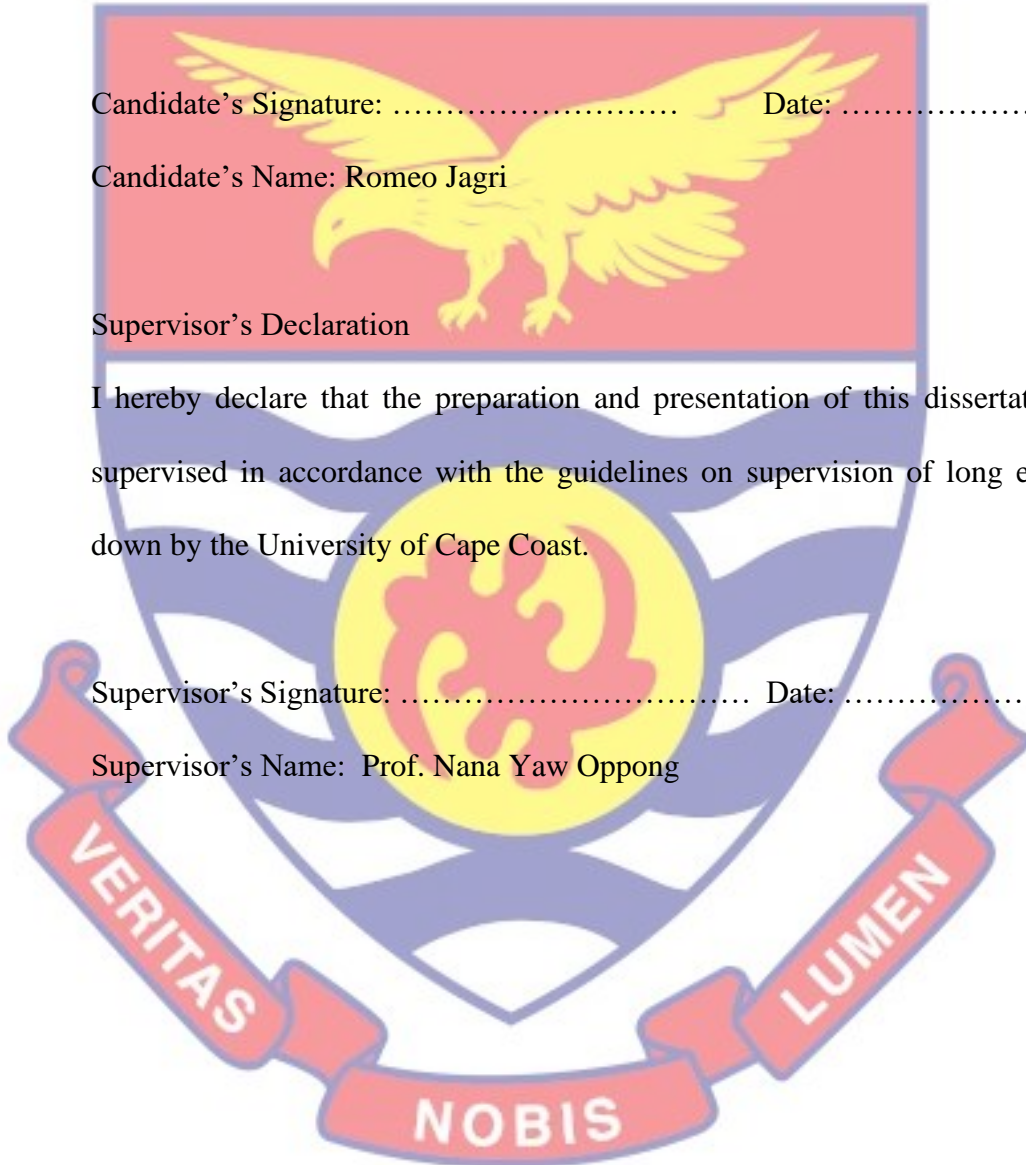 Candidate’s Signature: ……………………… Date: ………………
Candidate’s Name: Romeo Jagri
Supervisor’s Declaration
I hereby declare that the preparation and presentation of this dissertat
supervised in accordance with the guidelines on supervision of long e
down by the University of Cape Coast.
Supervisor’s Signature: …………………………… Date: ………………
Supervisor’s Name: Prof. Nana Yaw Oppong
VERITAS
NOBIS
LUMEN